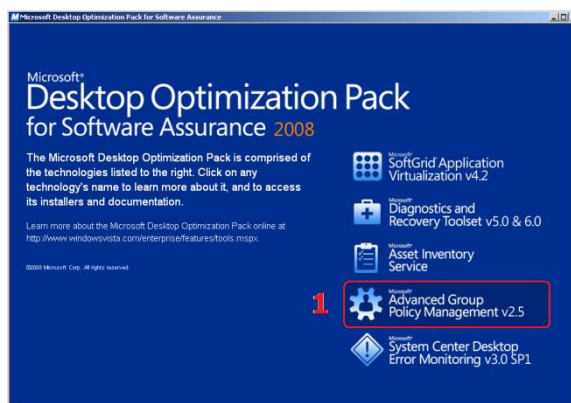 Microsoft Desktop Optimization Pack for Software Assurance
Microsoft®
Desktop Optimization Pack
for Software Assurance 2008
The Microsoft Desktop Optimization Pack is comprised of
the technologies listed to the right. Click on any
technology's name to learn more about it, and to access
its installers and documentation.
Learn more about the Microsoft Desktop Optimization Pack online at
http://www.windowsvista.com/enterprise/features/tools.mspx.
©2008 Microsoft Corp. All rights reserved.
Microsoft
SoftGrid Application
Virtualization v4.2
Microsoft
Diagnostics and
Recovery Toolset v5.0 & 6.0
Microsoft
Asset Inventory
Service
1
Microsoft
Advanced Group
Policy Management v2.5
Microsoft
System Center Desktop
Error Monitoring v3.0 SP1